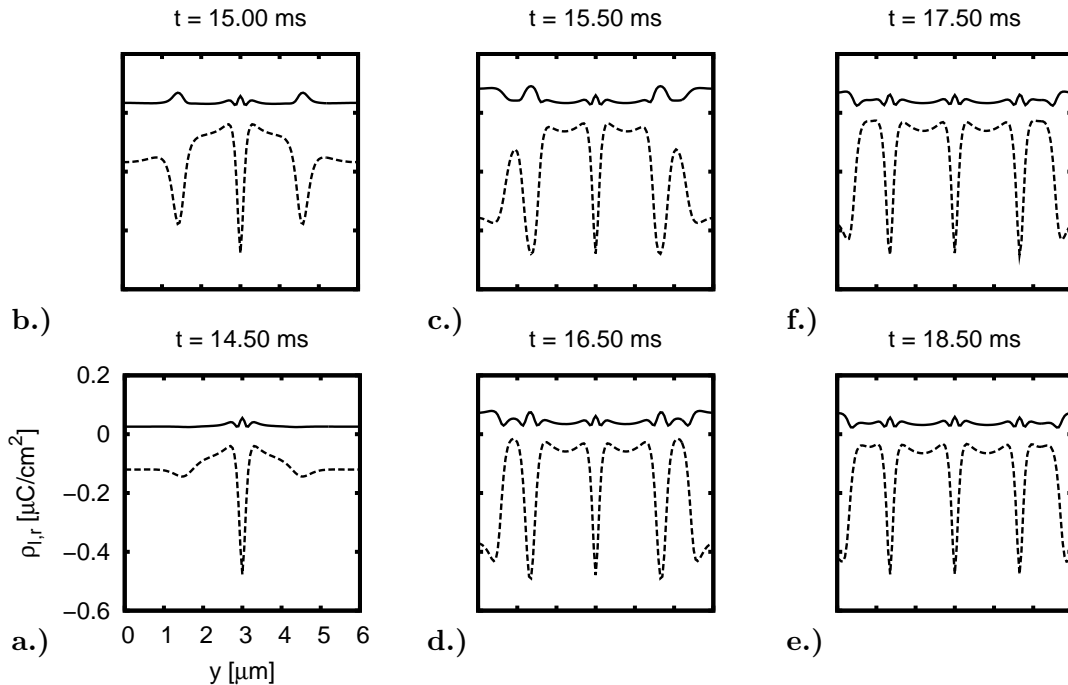 t = 15.00 ms
t = 15.50 ms
t = 17.50 ms
b.)
c.)
f.)
t = 14.50 ms
t = 16.50 ms
t = 18.50 ms
0.2
0
−0.2
−0.4
−0.6
ρl,r [μC/cm2]
0 1 2 3 4 5 6
y [μm]
a.)
d.)
e.)